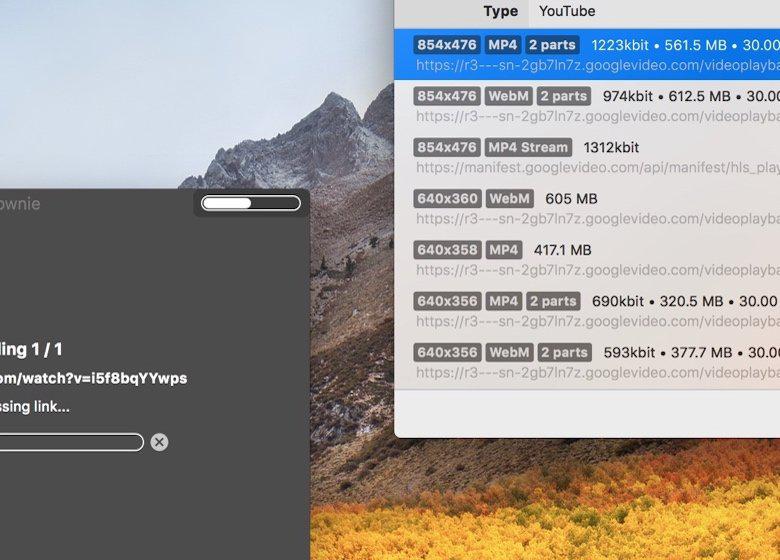 Type YouTube
854x476 MP4 2 parts 1223kbit • 561.5 MB • 30.00
https://r3---sn-2gb7ln7z.googlevideo.com/videoplayba
854x476 WebM 2 parts 974kbit • 612.5 MB • 30.0
https://r3---sn-2gb7ln7z.googlevideo.com/videoplayba
854x476 MP4 Stream 1312kbit
https://manifest.googlevideo.com/api/manifest/hls_play
640x360 WebM 605 MB
https://r3---sn-2gb7ln7z.googlevideo.com/videoplayba
640x358 MP4 417.1 MB
https://r3---sn-2gb7ln7z.googlevideo.com/videoplayba
640x356 MP4 2 parts 690kbit • 320.5 MB • 30.00
https://r3---sn-2gb7ln7z.googlevideo.com/videoplayba
640x356 WebM 2 parts 593kbit • 377.7 MB • 30.0
https://r3---sn-2gb7ln7z.googlevideo.com/videoplayba
ownie
ling 1 / 1
om/watch?v=i5f8bqYYwps
ssing link...